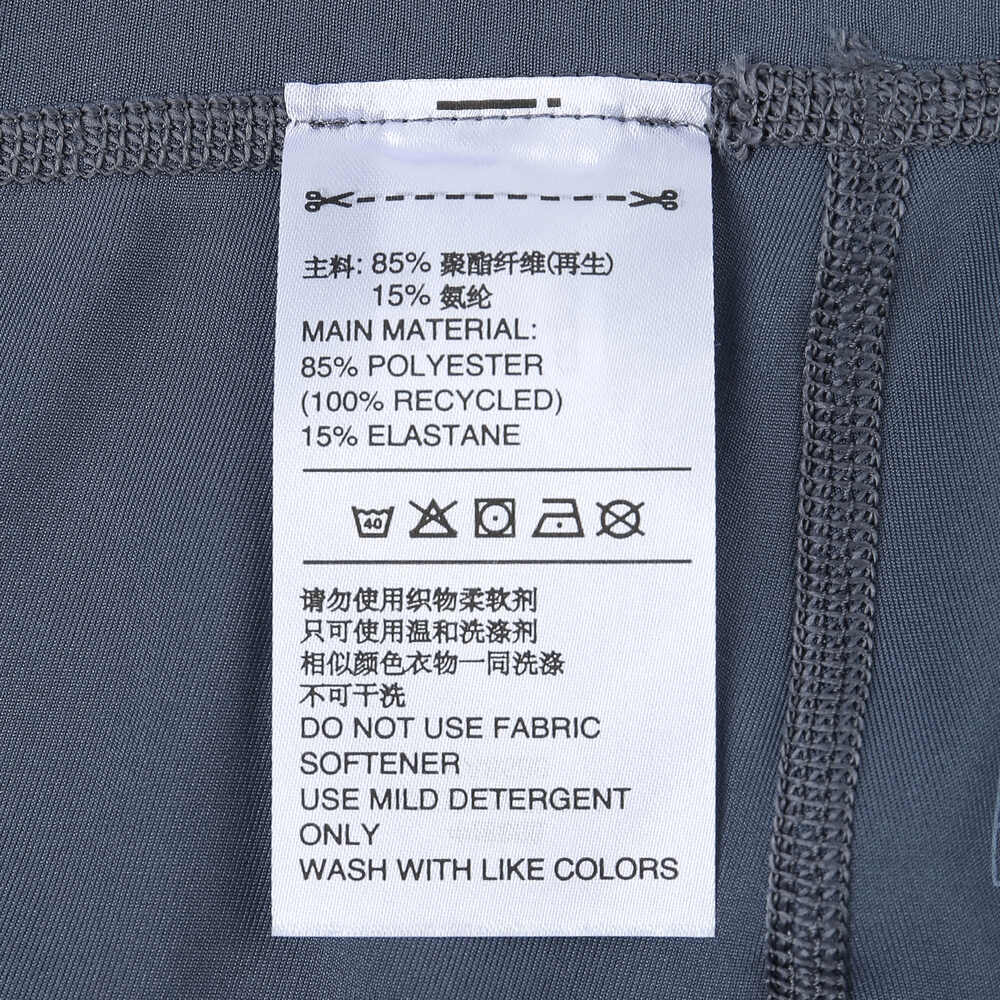 主料: 85% 聚酯纤维(再生)
15% 氨纶
MAIN MATERIAL:
85% POLYESTER
(100% RECYCLED)
15% ELASTANE
40
请勿使用织物柔软剂
只可使用温和洗涤剂
相似颜色衣物一同洗涤
不可干洗
DO NOT USE FABRIC
SOFTENER
USE MILD DETERGENT
ONLY
WASH WITH LIKE COLORS